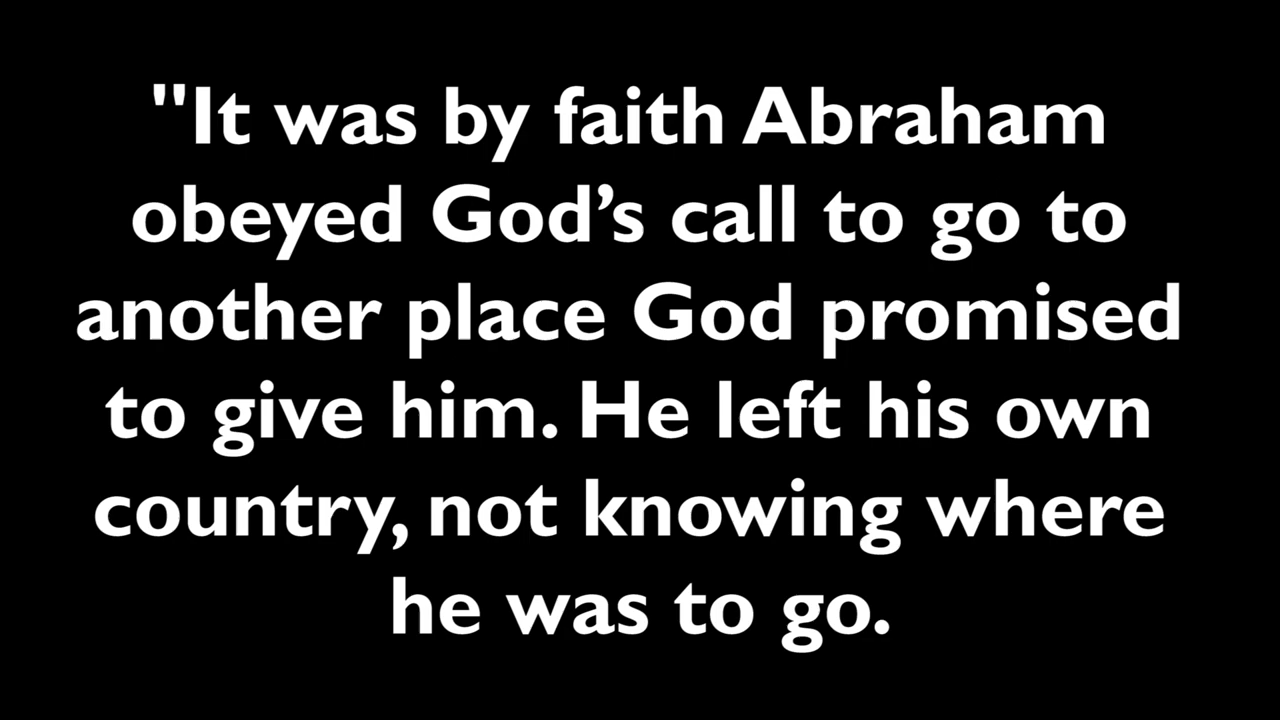 "It was by faith Abraham
obeyed God’s call to go to
another place God promised
to give him. He left his own
country, not knowing where
he was to go.